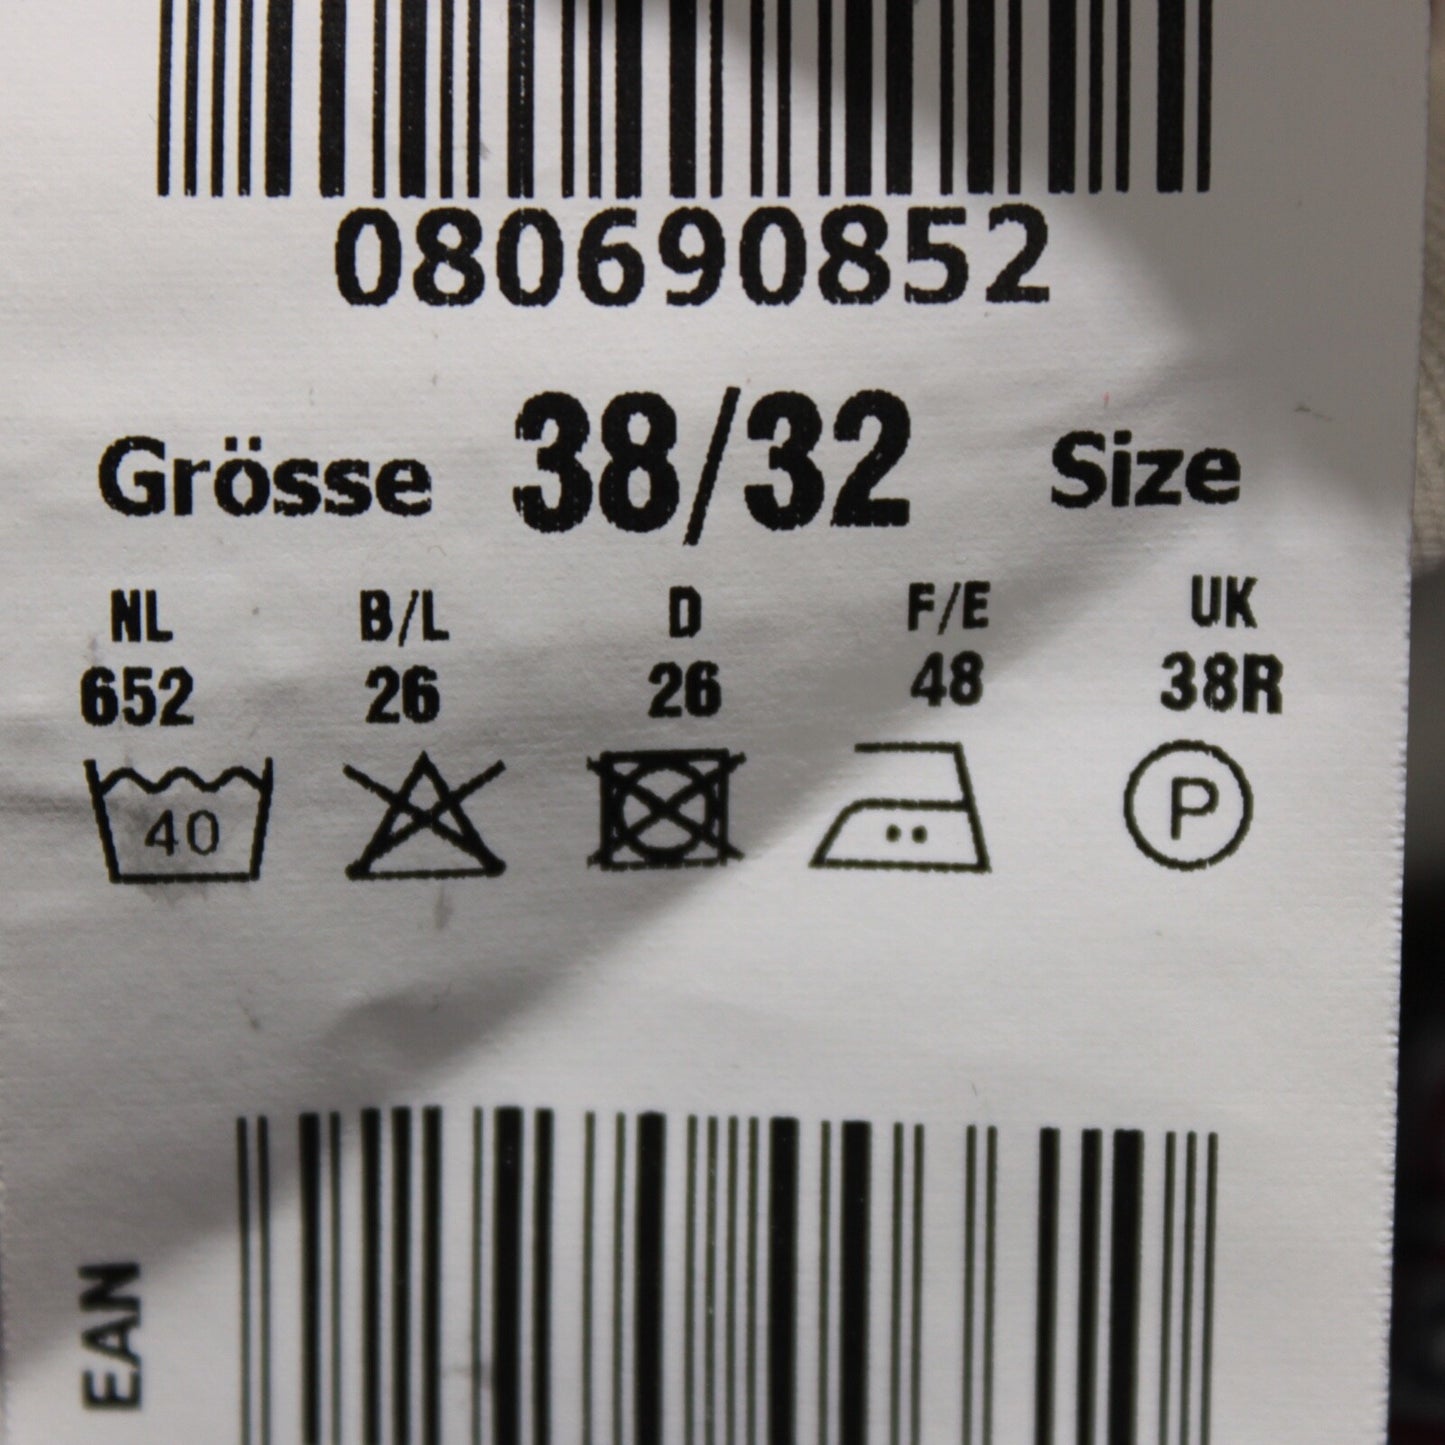 080690852
Grösse 38/32 Size
NL B/L D F/E UK
652 26 26 48 38R
40 P
EAN